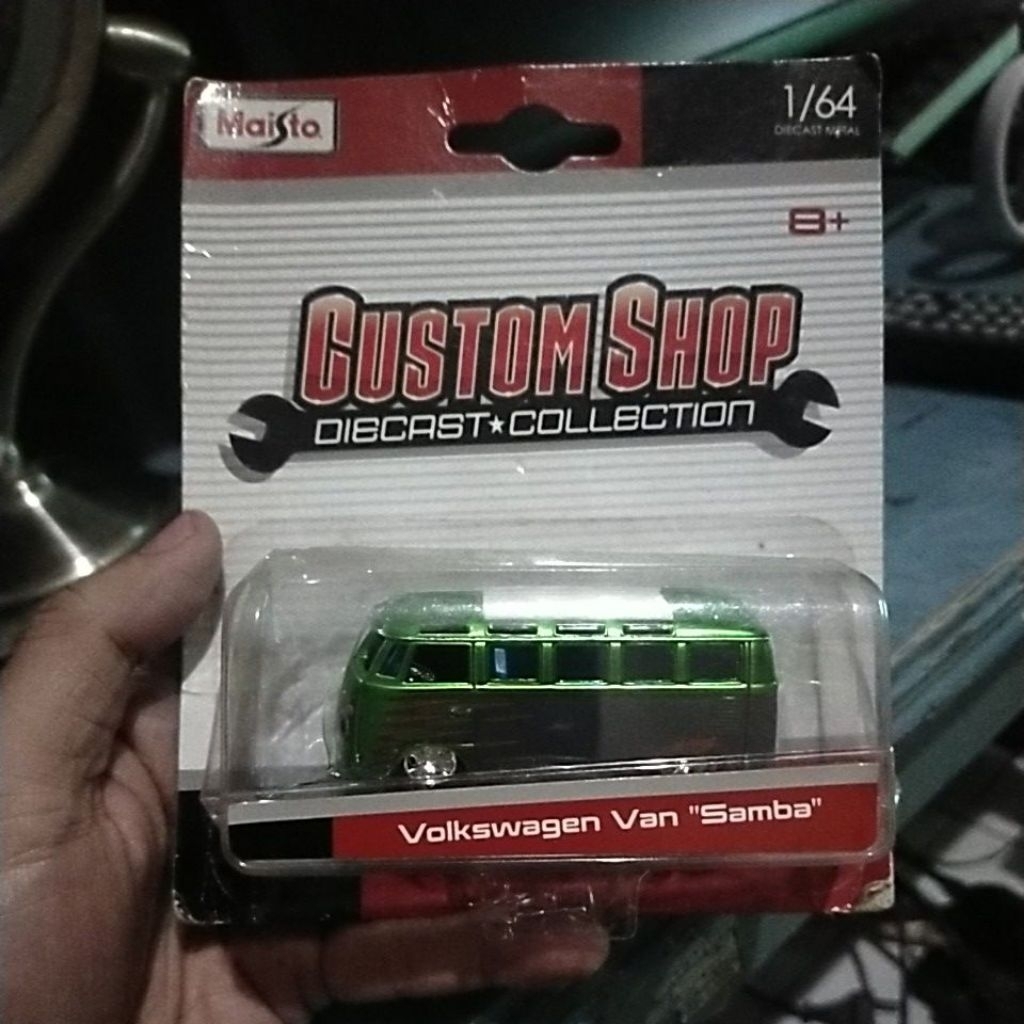 Maisto
1/64
DIECAST METAL
8+
CUSTOM SHOP
DIECAST★COLLECTION
Volkswagen Van "Samba"